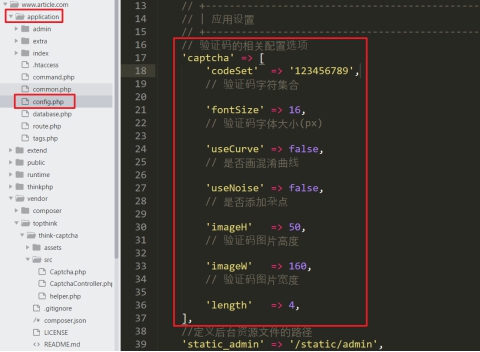 www.article.com
application
admin
extra
index
.htaccess
command.php
common.php
config.php
database.php
route.php
tags.php
extend
public
runtime
thinkphp
vendor
composer
topthink
think-captcha
assets
src
Captcha.php
CaptchaController.php
helper.php
.gitignore
composer.json
LICENSE
README.md
13 // +----------------------------------------------------------------------
14 // | 应用设置
15 // +----------------------------------------------------------------------
16 // 验证码的相关配置选项
17 'captcha' => [
18 'codeSet' => '123456789',
19 // 验证码字符集合
20
21 'fontSize' => 16,
22 // 验证码字体大小(px)
23
24 'useCurve' => false,
25 // 是否画混淆曲线
26
27 'useNoise' => false,
28 // 是否添加杂点
29
30 'imageH' => 50,
31 // 验证码图片高度
32
33 'imageW' => 160,
34 // 验证码图片宽度
35
36 'length' => 4,
37 ],
38 //定义后台资源文件的路径
39 'static_admin' => '/static/admin',